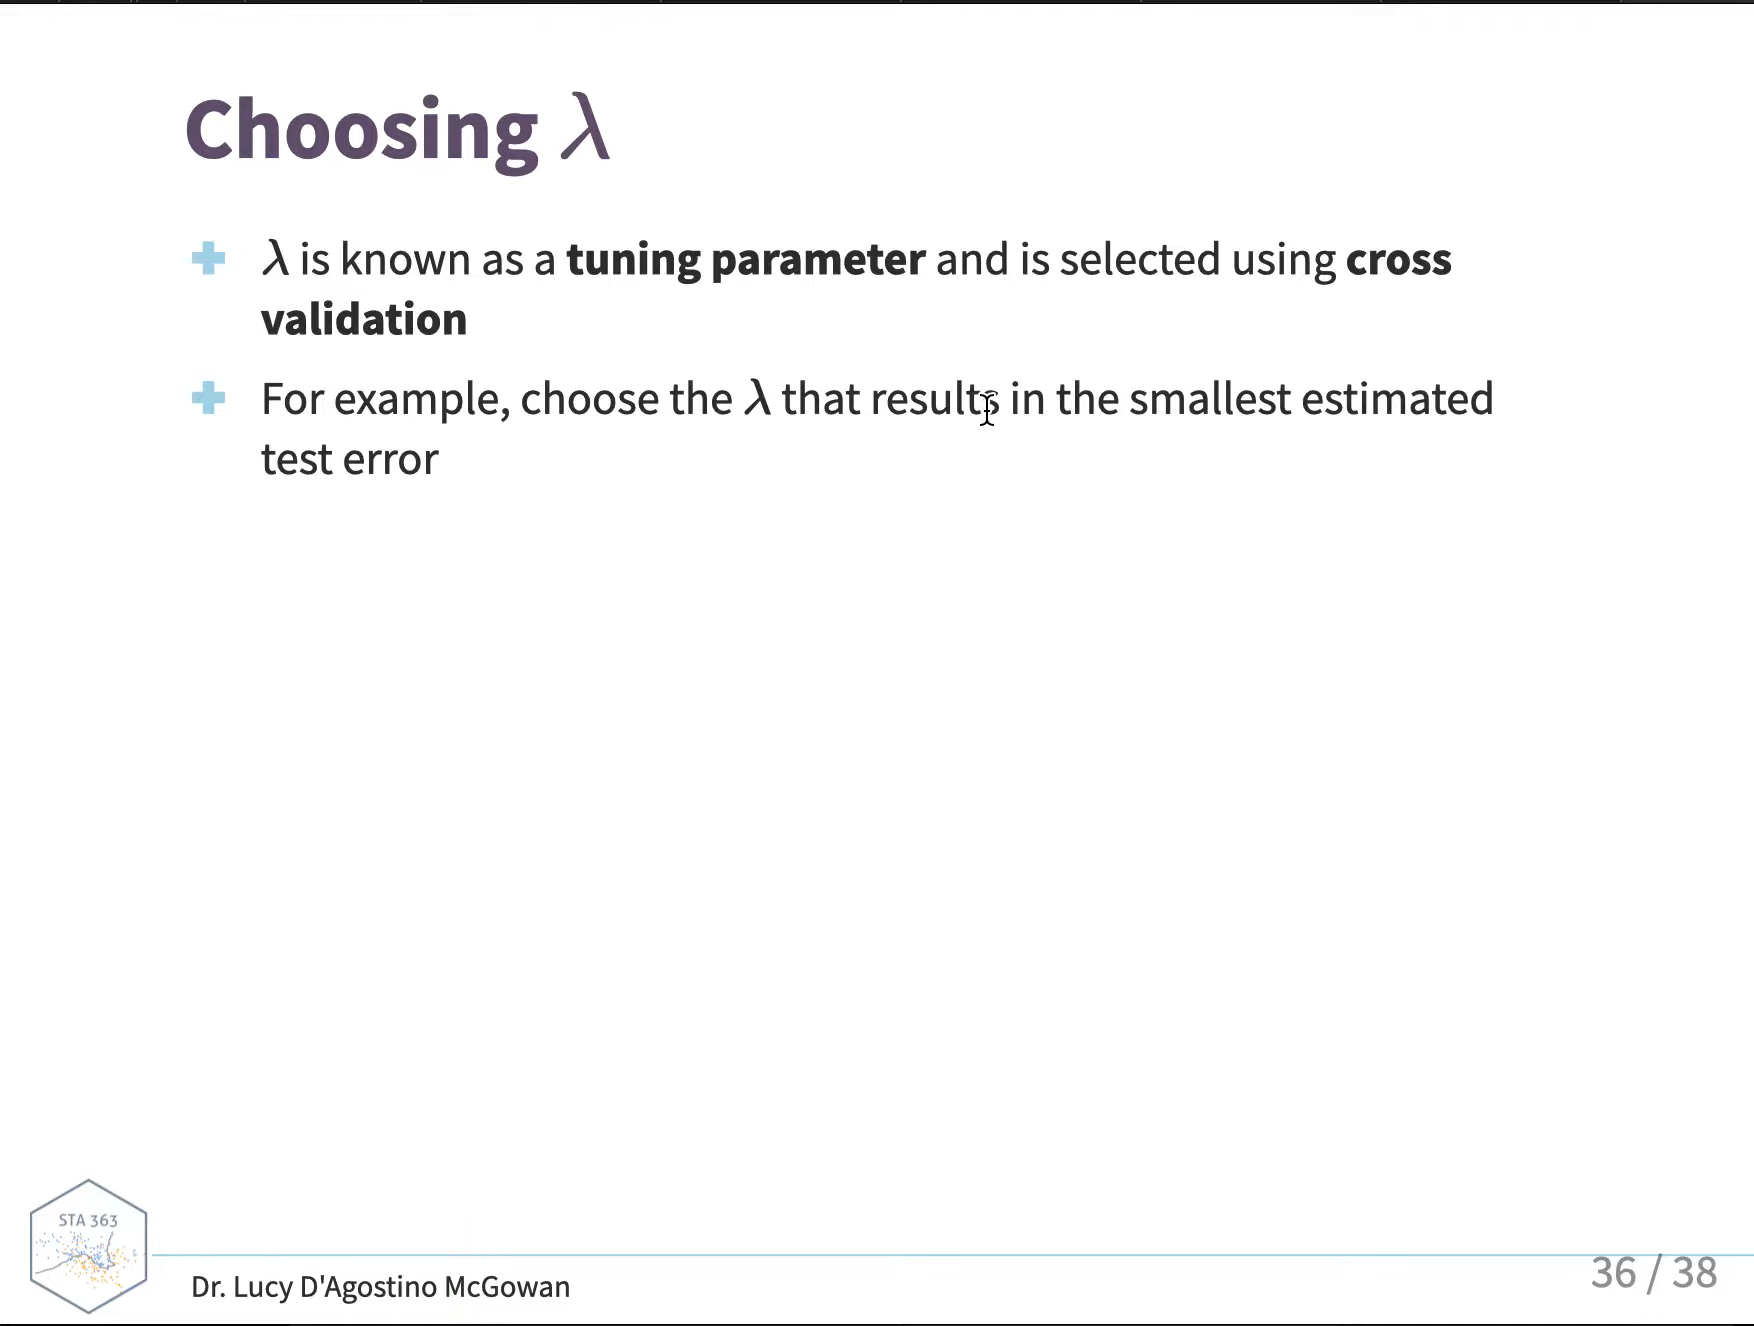 Choosing λ
λ is known as a tuning parameter and is selected using cross
validation
For example, choose the λ that results in the smallest estimated
test error
STA 363
Dr. Lucy D'Agostino McGowan
36 / 38